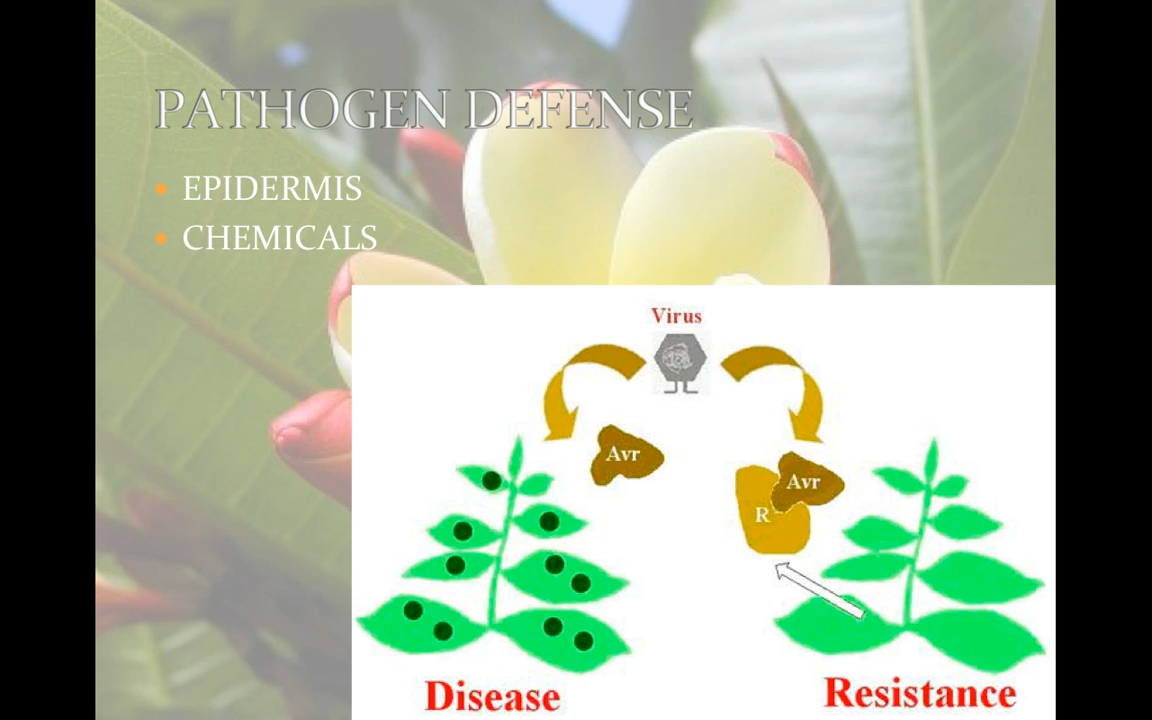 PATHOGEN DEFENSE
EPIDERMIS
CHEMICALS
Virus
Avr
Avr
R
Disease
Resistance